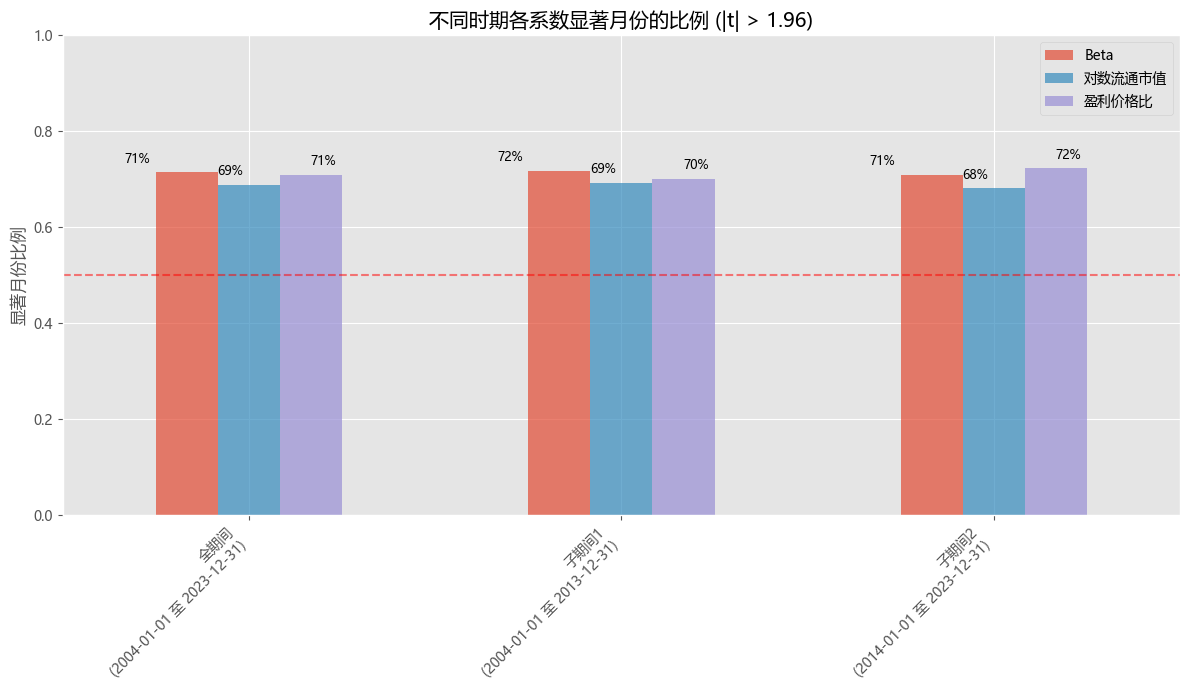 不同时期各系数显著月份的比例 (|t| > 1.96)
显著月份比例
1.0
0.8
0.6
0.4
0.2
0.0
Beta
对数流通市值
盈利价格比
71%
69%
71%
72%
69%
70%
71%
68%
72%
全期间
(2004-01-01 至 2023-12-31)
子期间1
(2004-01-01 至 2013-12-31)
子期间2
(2014-01-01 至 2023-12-31)